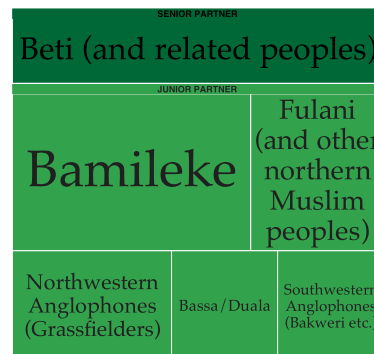 SENIOR PARTNER
Beti (and related peoples)
JUNIOR PARTNER
Bamileke
Fulani
(and other
northern
Muslim
peoples)
Northwestern
Anglophones
(Grassfielders)
Bassa/Duala
Southwestern
Anglophones
(Bakweri etc.)